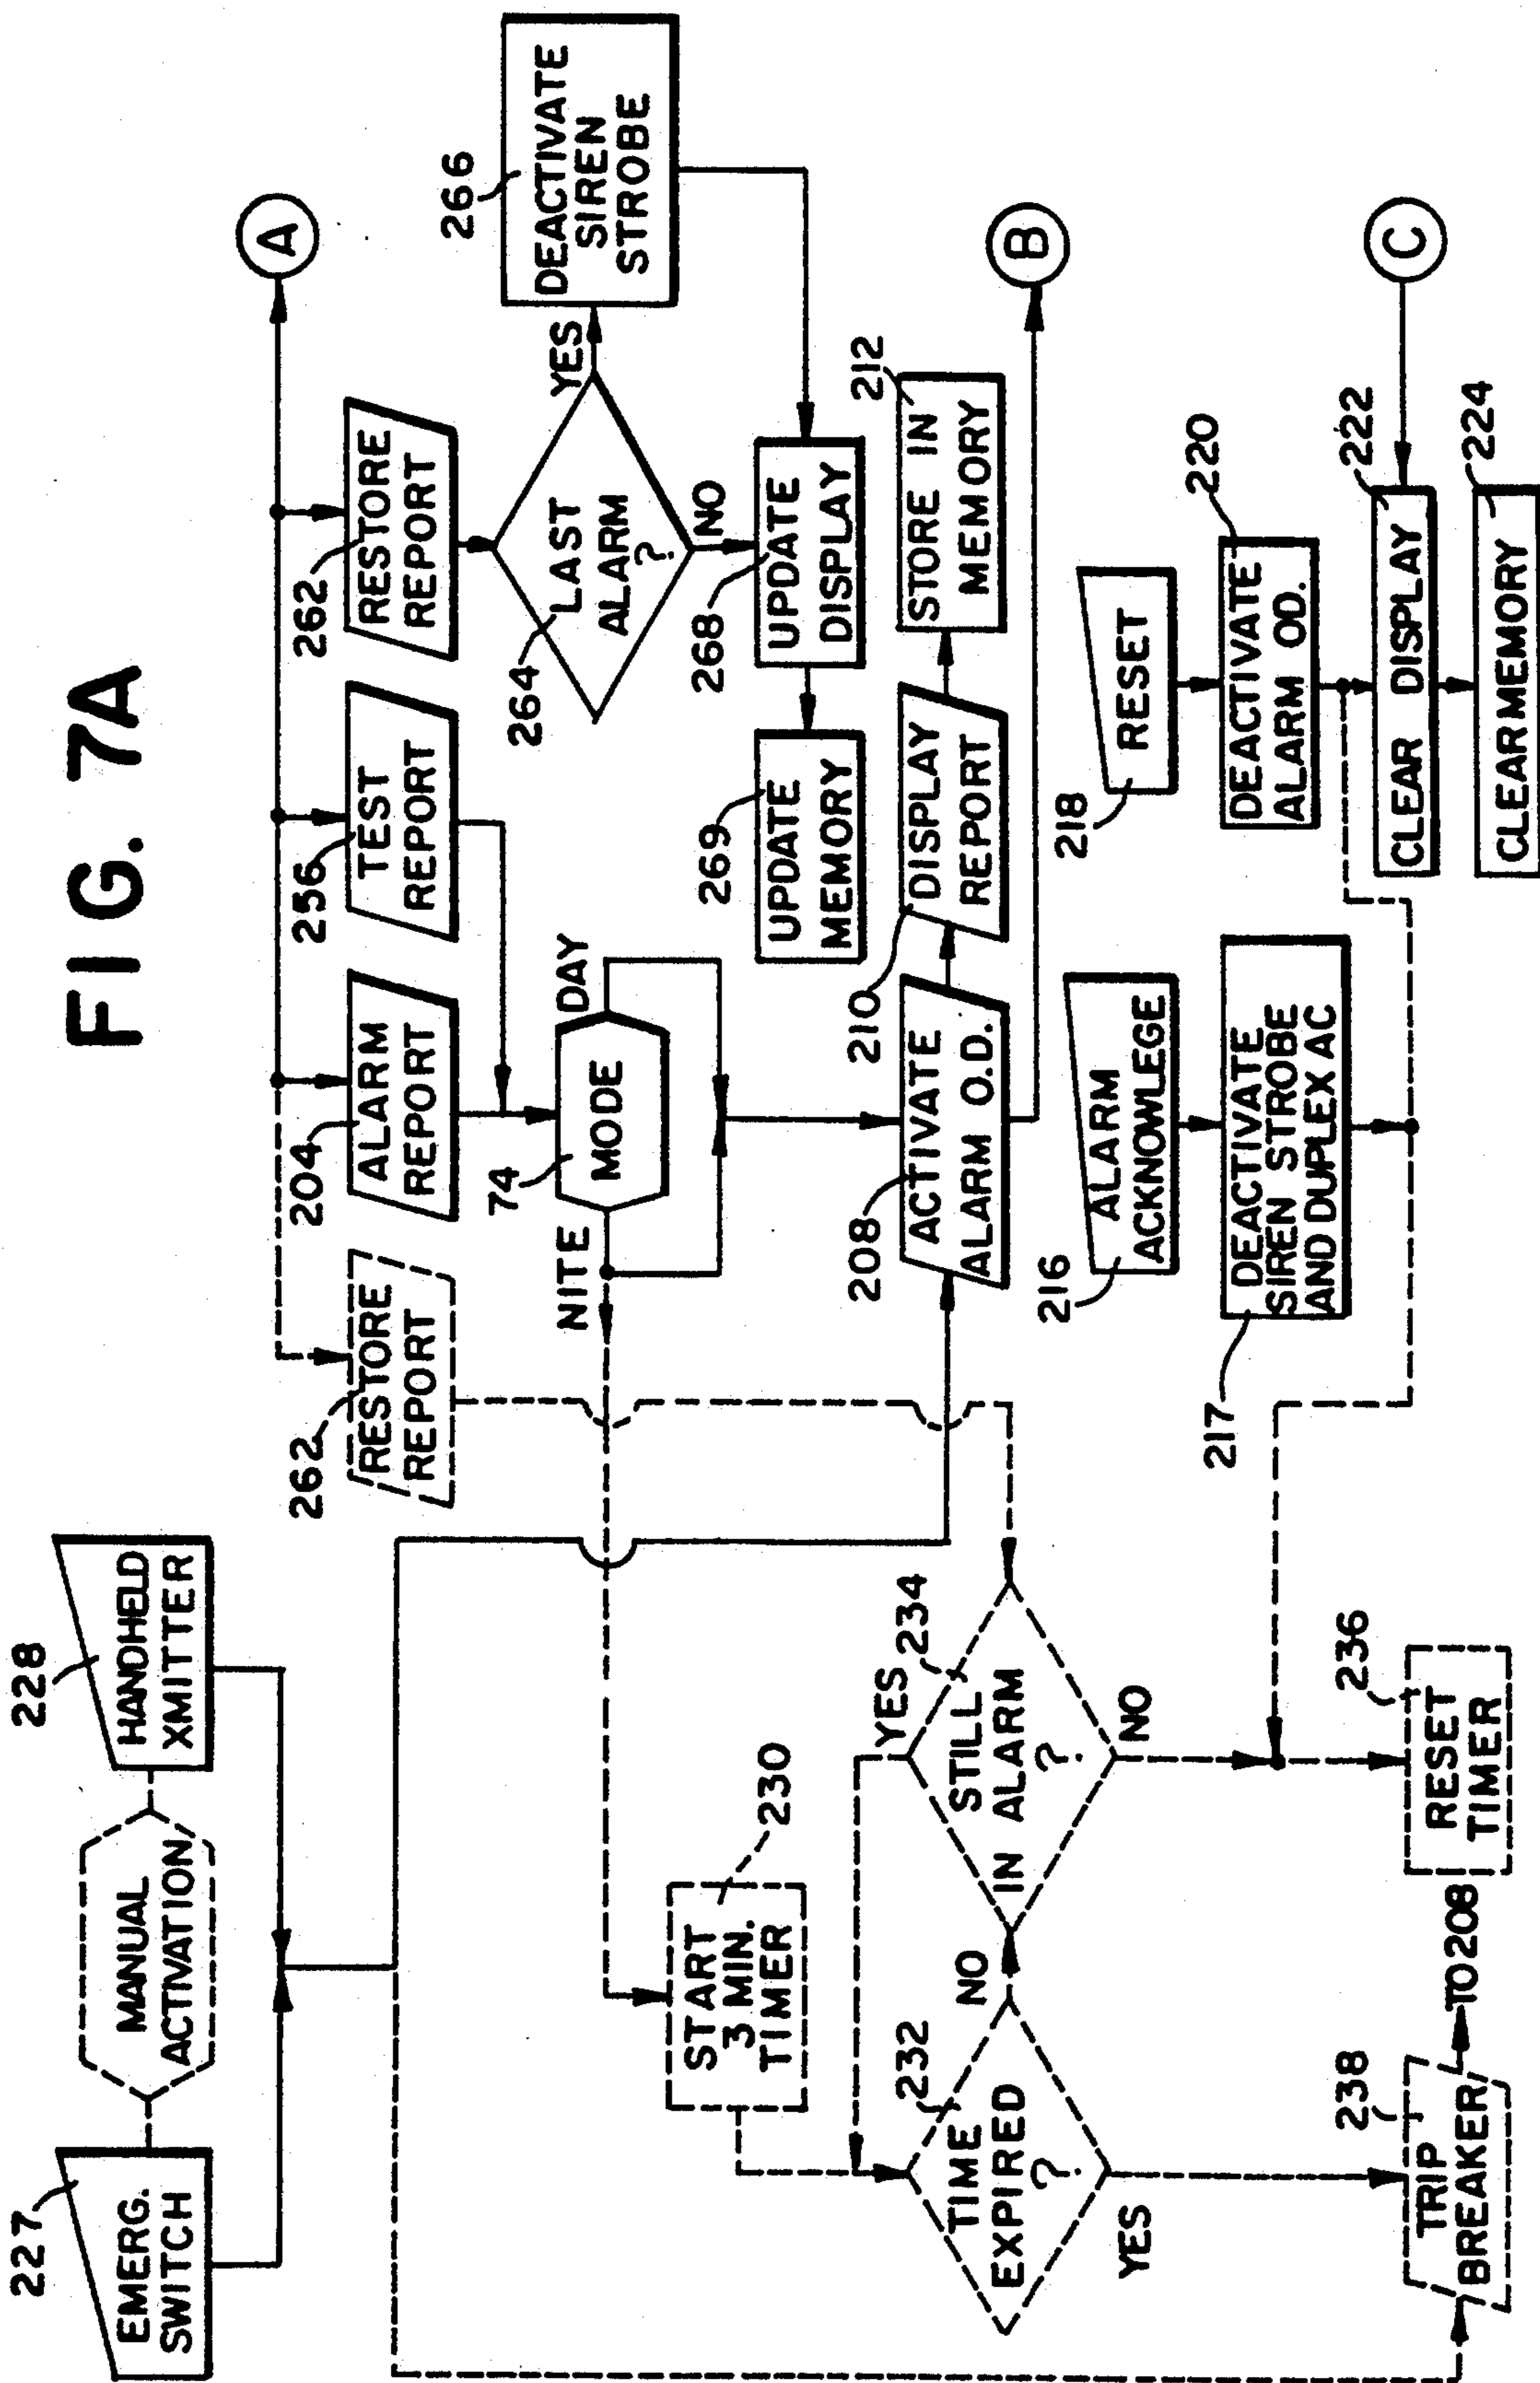 FIG. 7A
227
EMERG.
SWITCH
MANUAL
ACTIVATION
228
HANDHELD
XMITTER
262
RESTORE
REPORT
204
ALARM
REPORT
256
TEST
REPORT
262
RESTORE
REPORT
A
NITE
74
MODE
DAY
264
LAST
ALARM
?
YES
NO
266
DEACTIVATE
SIREN
STROBE
230
START
3 MIN.
TIMER
269
UPDATE
MEMORY
268
UPDATE
DISPLAY
232
TIME
EXPIRED
?
NO
YES
234
STILL
IN ALARM
?
YES
NO
208
ACTIVATE
ALARM O.D.
210
DISPLAY
REPORT
212
STORE IN
MEMORY
B
216
ALARM
ACKNOWLEGE
218
RESET
217
DEACTIVATE
SIREN STROBE
AND DUPLEX AC
220
DEACTIVATE
ALARM OD.
238
TRIP
BREAKER
TO 208
236
RESET
TIMER
222
CLEAR DISPLAY
C
224
CLEAR MEMORY